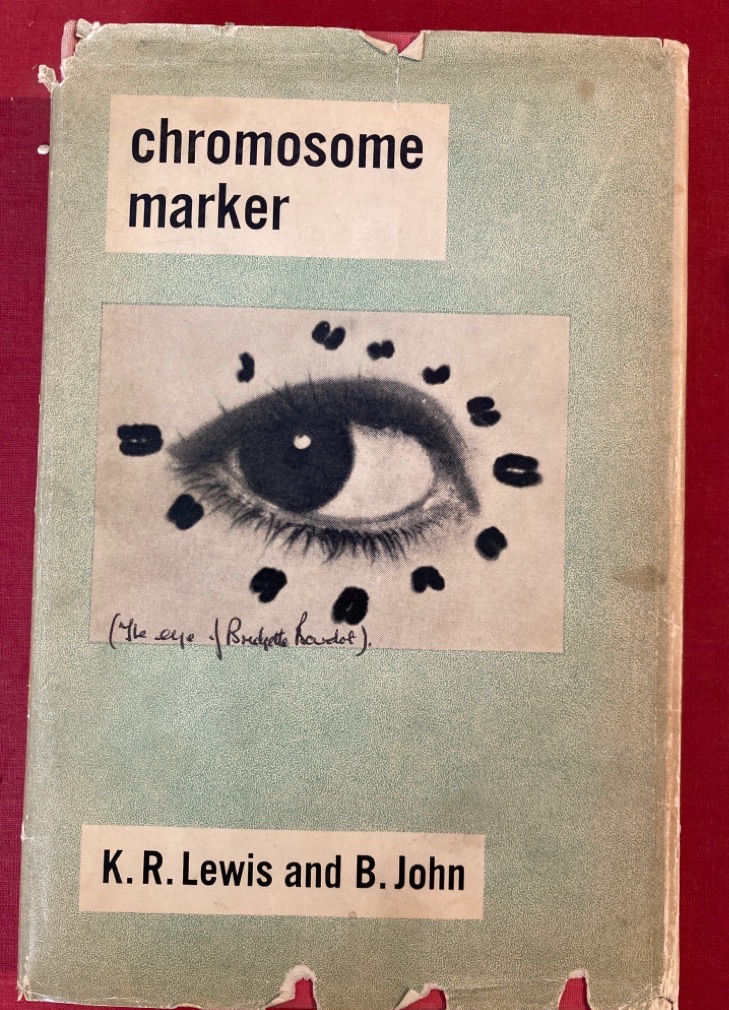 chromosome
marker
(The eye of Bridgette Bardot).
K. R. Lewis and B. John